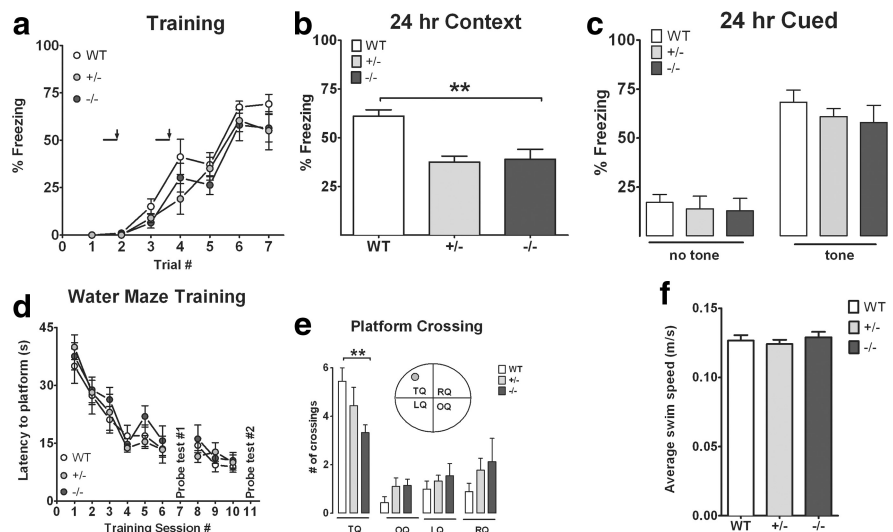 a
Training
WT
+/-
-/-
% Freezing
100
75
50
25
0
0 1 2 3 4 5 6 7
Trial #
b
24 hr Context
WT
+/-
-/-
**
% Freezing
100
75
50
25
WT +/- -/-
c
24 hr Cued
WT
+/-
-/-
% Freezing
100
75
50
25
no tone tone
d
Water Maze Training
Latency to platform (s)
45
30
15
0
WT
+/-
-/-
Probe test #1
Probe test #2
0 1 2 3 4 5 6 7 8 9 10 11
Training Session #
e
Platform Crossing
**
WT
+/-
-/-
TQ RQ
LQ OQ
# of crossings
6
4
2
0
TQ OQ LQ RQ
f
WT
+/-
-/-
Average swim speed (m/s)
0.15
0.10
0.05
0.00
WT +/- -/-